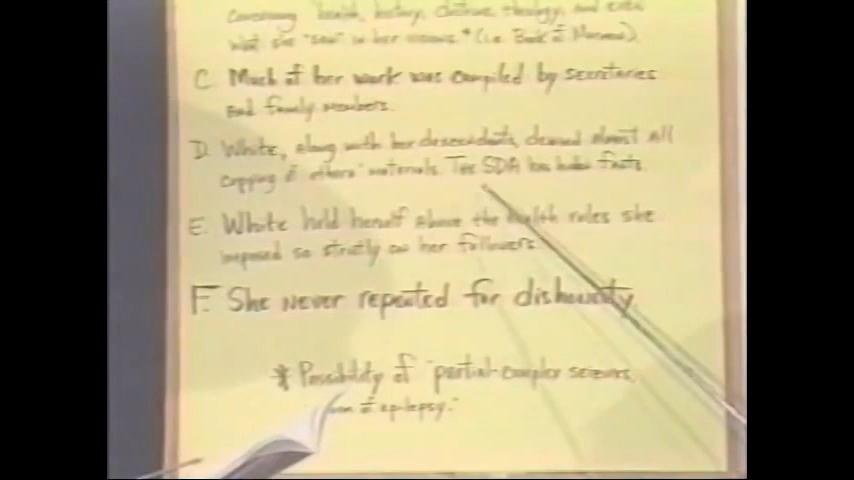 Concerning health, history, doctrine, theology, and even
what she "saw" in her visions * (i.e. Book of Mormon).
C. Much of her work was compiled by secretaries
and family members.
D. White, along with her descendants, denied almost all
copying of others' materials. The SDA has hidden facts.
E. White held herself above the health rules she
imposed so strictly on her followers.
F. She never repented for dishonesty.
* Possibility of "partial-complex seizures,
of epilepsy."